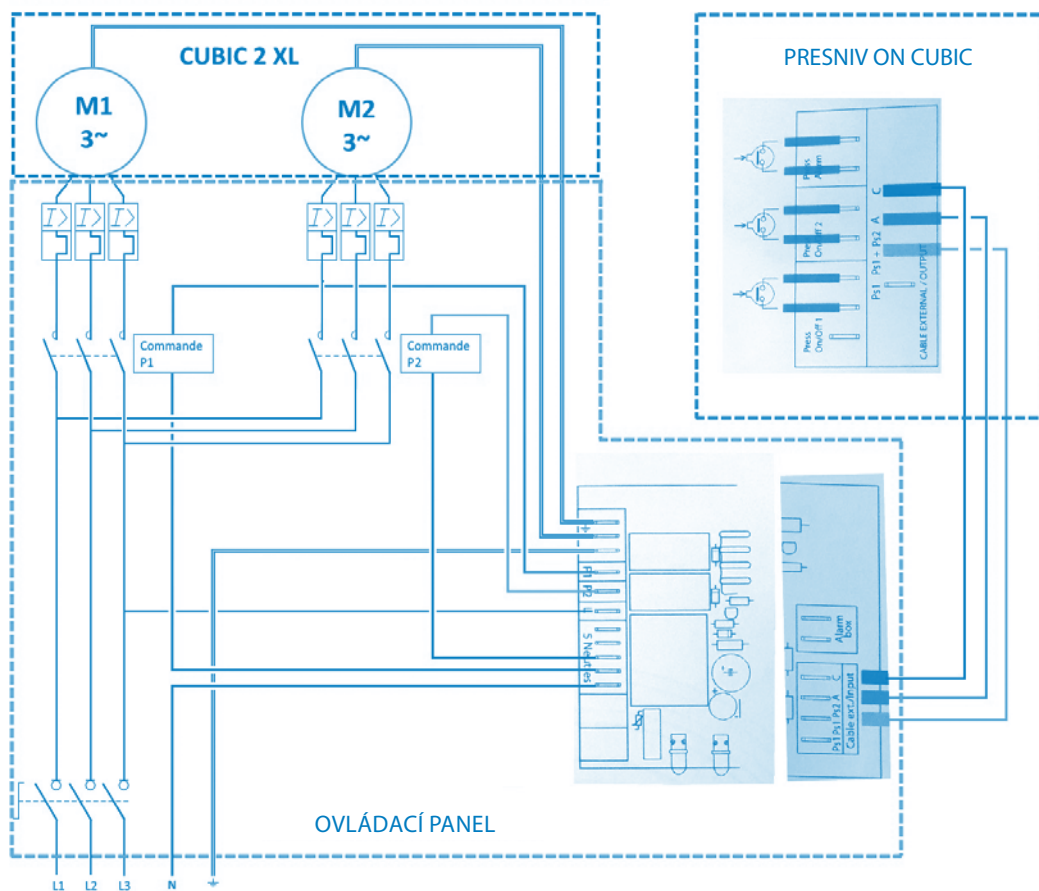 CUBIC 2 XL
PRESNIV ON CUBIC
M1
3~
M2
3~
I>
I>
I>
I>
I>
I>
Press
Alarm
Press
On/Off 2
Press
On/Off 1
C
A
Ps1 + Ps2
Ps1
CABLE EXTERNAL / OUTPUT
Commande
P1
Commande
P2
P1
P2
L
5 Neutres
Alarm
box
Ps1 Ps1 Ps2 A C
Cable ext./Input
OVLÁDACÍ PANEL
L1
L2
L3
N